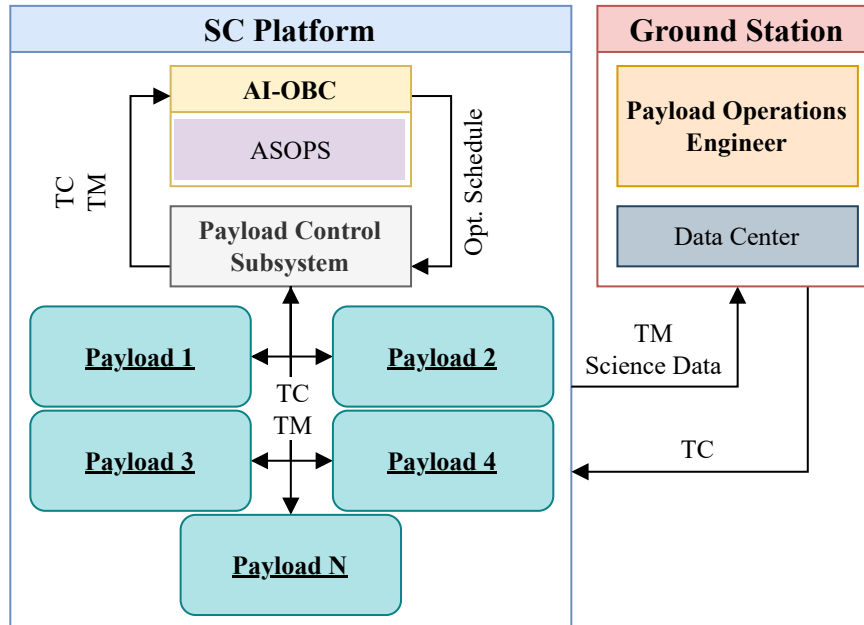 SC Platform
AI-OBC
ASOPS
TC
TM
Opt. Schedule
Payload Control
Subsystem
Payload 1
Payload 2
TC
TM
Payload 3
Payload 4
Payload N
Ground Station
Payload Operations
Engineer
Data Center
TM
Science Data
TC